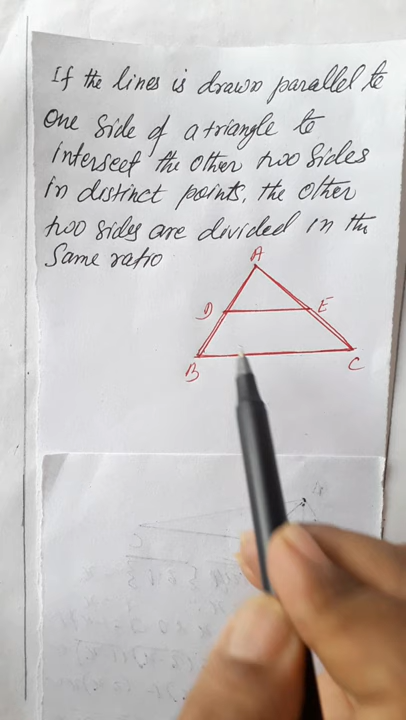 If the lines is drawn parallel to
one side of a triangle to
intersect the other two sides
in distinct points, the other
two sides are divided in the
Same ratio
A
D E
B C